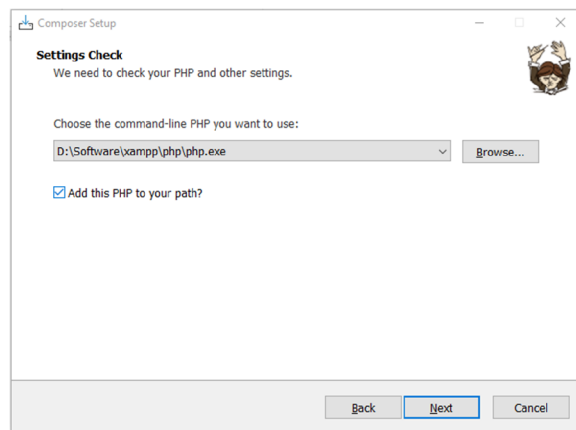 Composer Setup
Settings Check
We need to check your PHP and other settings.
Choose the command-line PHP you want to use:
D:\Software\xampp\php\php.exe
Browse...
Add this PHP to your path?
Back
Next
Cancel